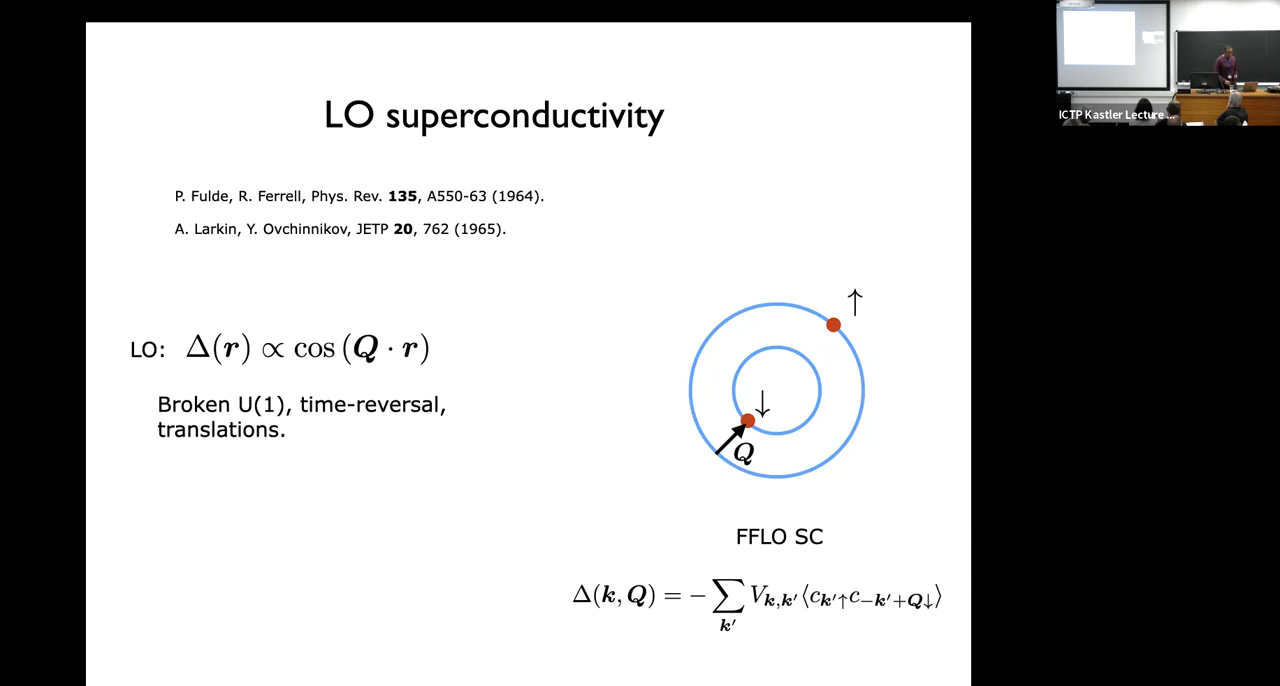 LO superconductivity
P. Fulde, R. Ferrell, Phys. Rev. 135, A550-63 (1964).
A. Larkin, Y. Ovchinnikov, JETP 20, 762 (1965).
LO: Δ(r) ∝ cos (Q · r)
Broken U(1), time-reversal,
translations.
↑
↓
Q
FFLO SC
Δ(k, Q) = − ∑_{k′} V_{k,k′} ⟨c_{k′↑} c_{−k′+Q↓}⟩
ICTP Kastler Lecture ...